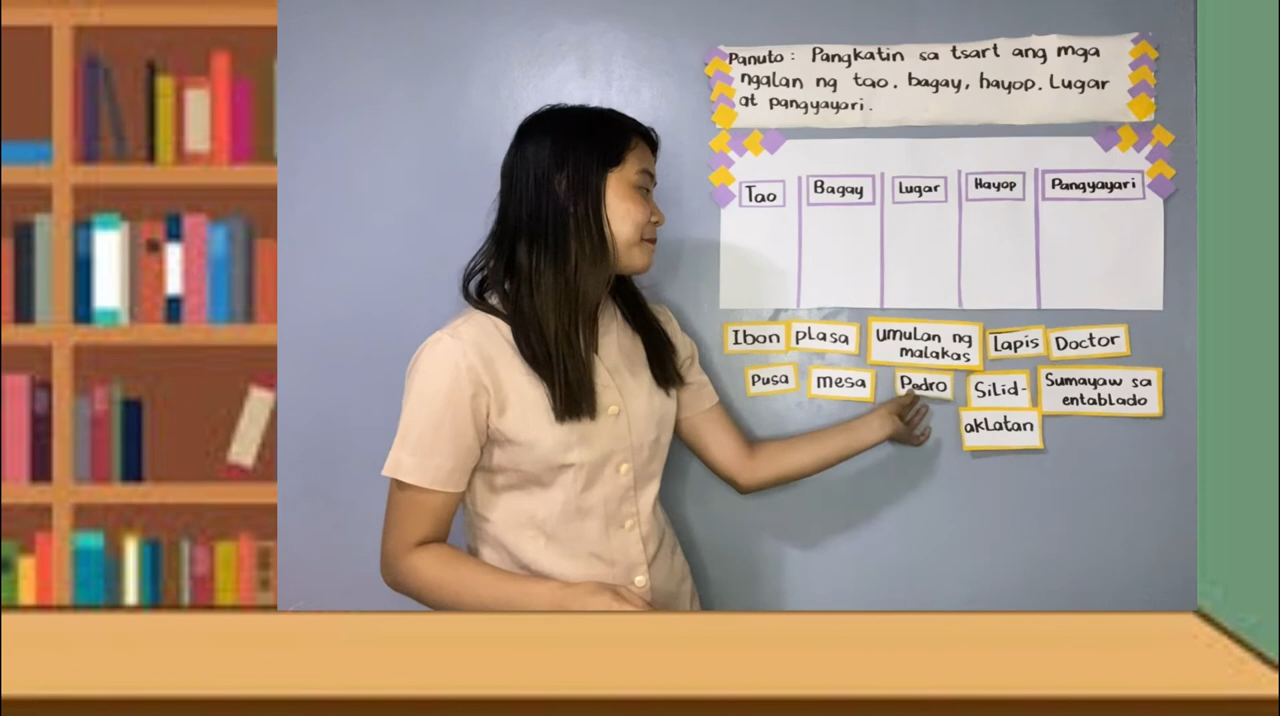 Panuto: Pangkatin sa tsart ang mga
ngalan ng tao, bagay, hayop, Lugar
at pangyayari.
Tao
Bagay
Lugar
Hayop
Pangyayari
Ibon
plasa
umulan ng
malakas
Lapis
Doctor
Pusa
mesa
Pedro
SiLid-
akLatan
Sumayaw sa
entablado